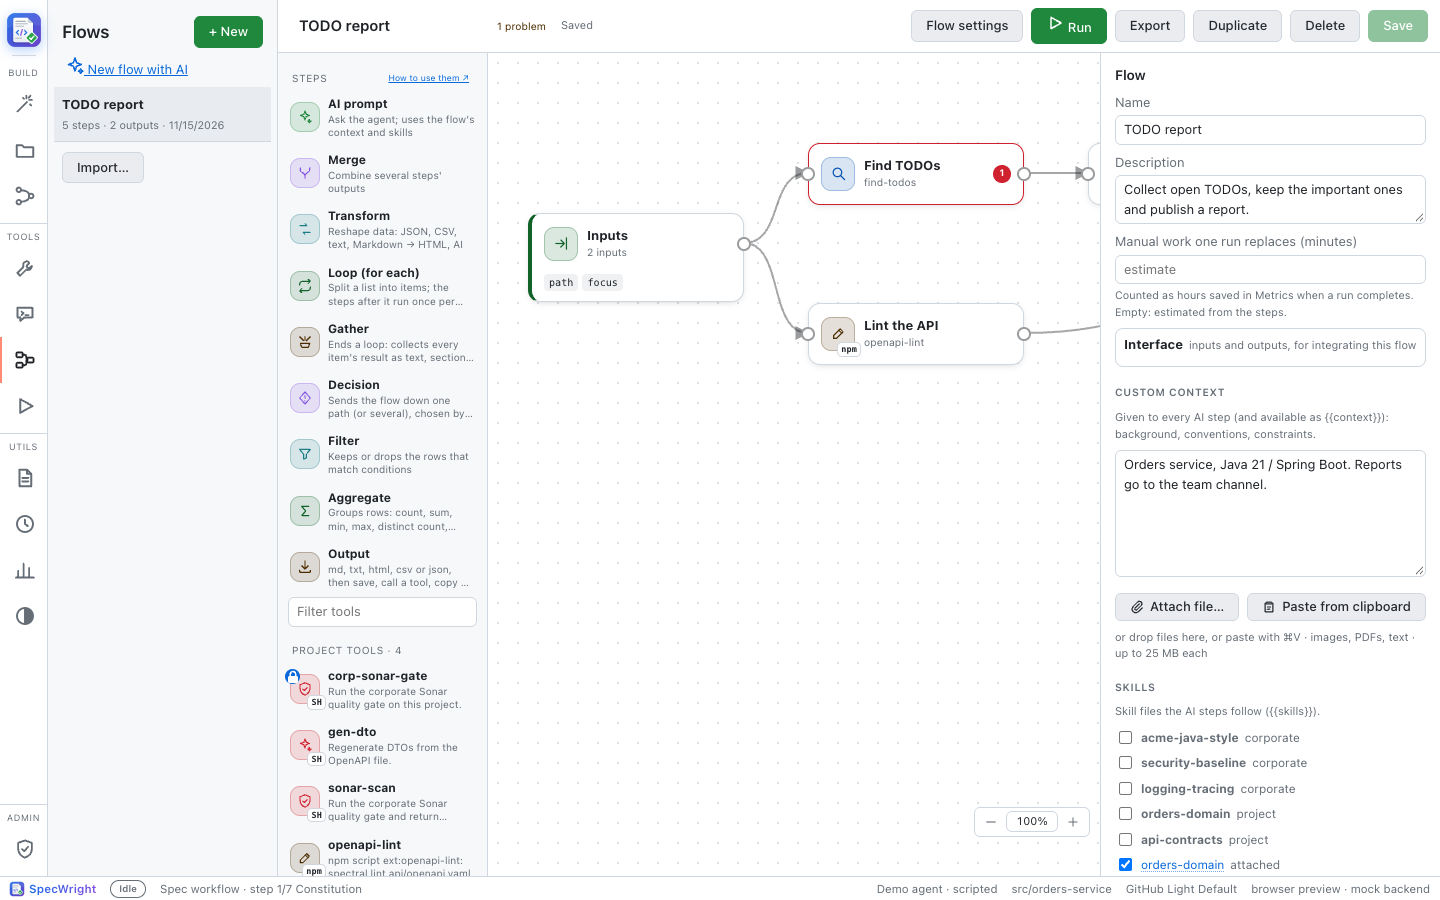 BUILD
TOOLS
UTILS
ADMIN
Flows
+ New
New flow with AI
TODO report
5 steps · 2 outputs · 11/15/2026
Import...
TODO report
1 problem
Saved
Flow settings
Run
Export
Duplicate
Delete
Save
STEPS
How to use them ↗
AI prompt
Ask the agent; uses the flow's
context and skills
Merge
Combine several steps'
outputs
Transform
Reshape data: JSON, CSV,
text, Markdown → HTML, AI
Loop (for each)
Split a list into items; the
steps after it run once per...
Gather
Ends a loop: collects every
item's result as text, section...
Decision
Sends the flow down one
path (or several), chosen by...
Filter
Keeps or drops the rows that
match conditions
Aggregate
Groups rows: count, sum,
min, max, distinct count,...
Output
md, txt, html, csv or json,
then save, call a tool, copy ...
Filter tools
PROJECT TOOLS · 4
corp-sonar-gate
Run the corporate Sonar
quality gate on this project.
SH
gen-dto
Regenerate DTOs from the
OpenAPI file.
SH
sonar-scan
Run the corporate Sonar
quality gate and return...
SH
openapi-lint
npm script ext:openapi-lint:
spectral lint api/openapi.yaml
npm
Inputs
2 inputs
path
focus
Find TODOs
find-todos
1
Lint the API
openapi-lint
npm
100%
Flow
Name
TODO report
Description
Collect open TODOs, keep the important ones
and publish a report.
Manual work one run replaces (minutes)
estimate
Counted as hours saved in Metrics when a run completes.
Empty: estimated from the steps.
Interface inputs and outputs, for integrating this flow
CUSTOM CONTEXT
Given to every AI step (and available as {{context}}):
background, conventions, constraints.
Orders service, Java 21 / Spring Boot. Reports
go to the team channel.
Attach file...
Paste from clipboard
or drop files here, or paste with ⌘V · images, PDFs, text ·
up to 25 MB each
SKILLS
Skill files the AI steps follow ({{skills}}).
acme-java-style corporate
security-baseline corporate
logging-tracing corporate
orders-domain project
api-contracts project
orders-domain attached
SpecWright
Idle
Spec workflow · step 1/7 Constitution
Demo agent · scripted
src/orders-service
GitHub Light Default
browser preview · mock backend